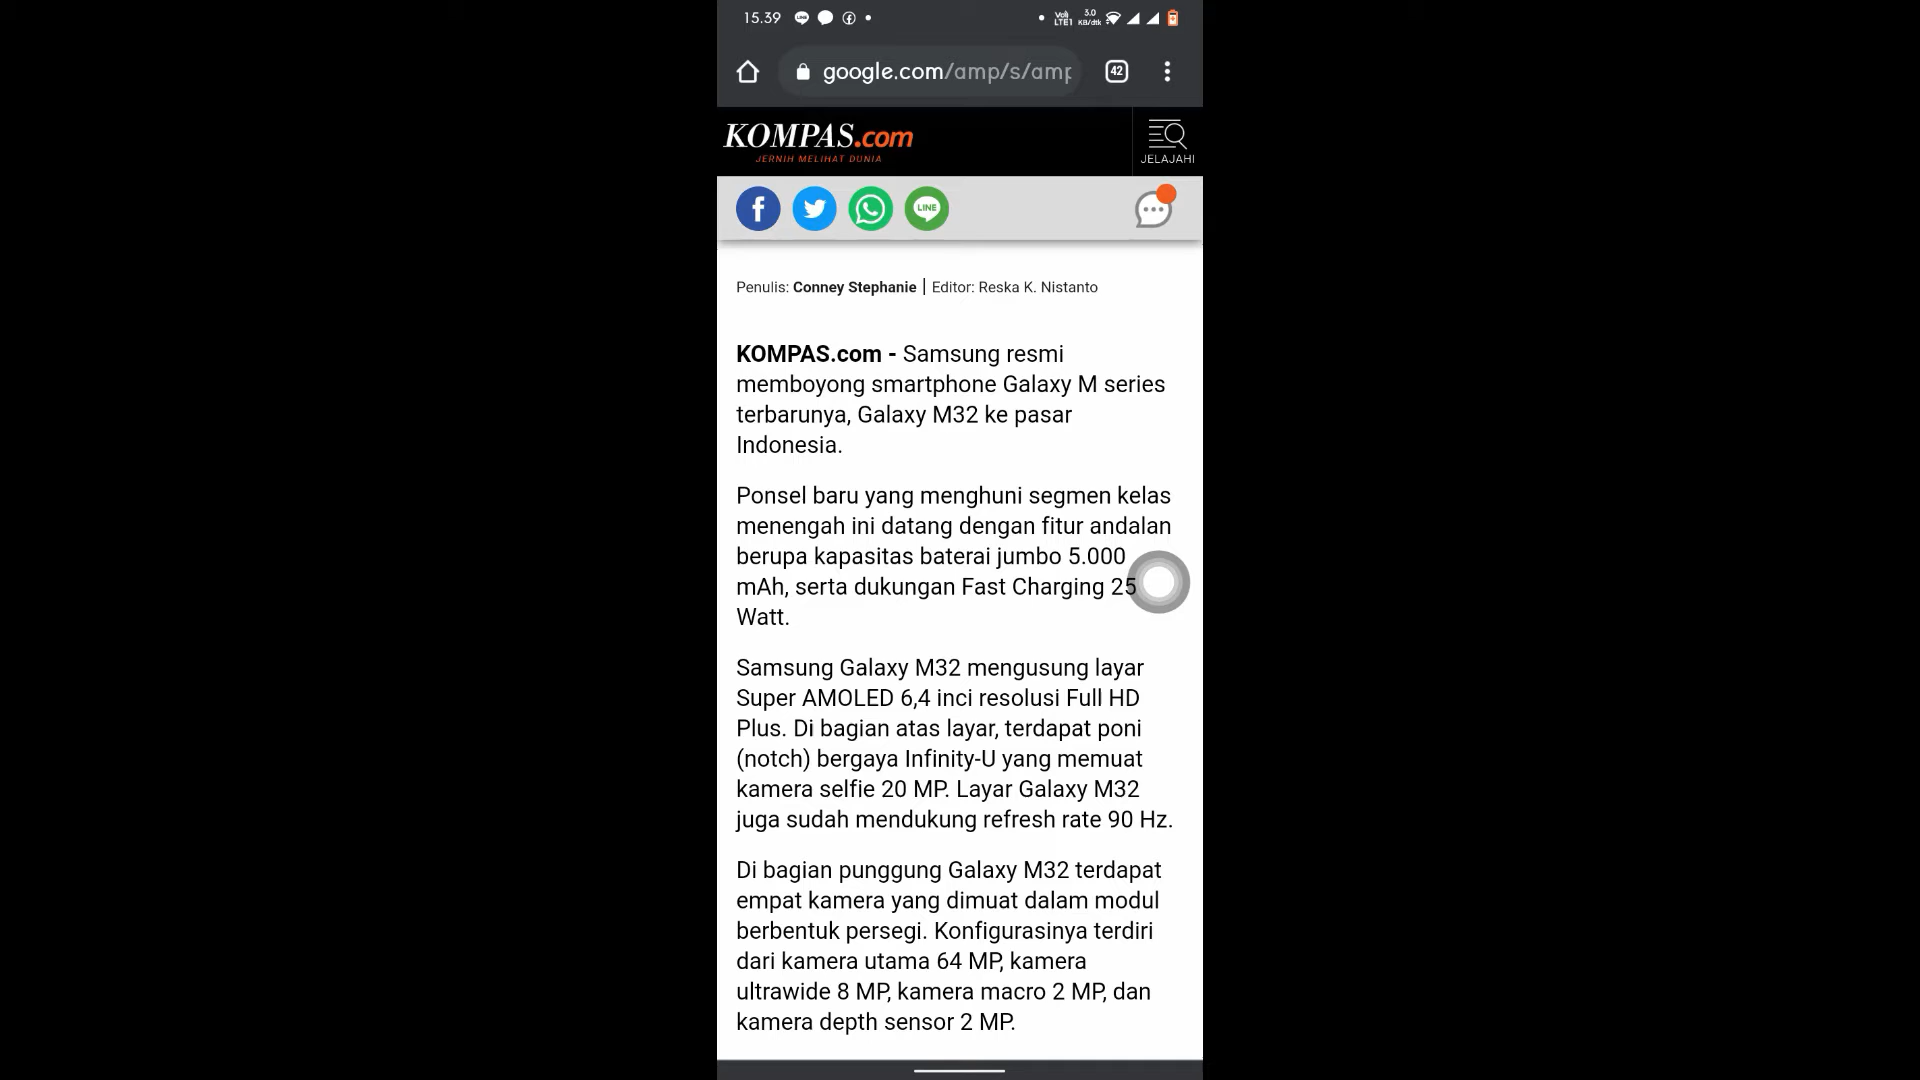 15.39
VoLTE1 3.0 KB/dtk
google.com/amp/s/amp 42
KOMPAS.com
JERNIH MELIHAT DUNIA
JELAJAHI
LINE
Penulis: Conney Stephanie | Editor: Reska K. Nistanto
KOMPAS.com - Samsung resmi
memboyong smartphone Galaxy M series
terbarunya, Galaxy M32 ke pasar
Indonesia.
Ponsel baru yang menghuni segmen kelas
menengah ini datang dengan fitur andalan
berupa kapasitas baterai jumbo 5.000
mAh, serta dukungan Fast Charging 25
Watt.
Samsung Galaxy M32 mengusung layar
Super AMOLED 6,4 inci resolusi Full HD
Plus. Di bagian atas layar, terdapat poni
(notch) bergaya Infinity-U yang memuat
kamera selfie 20 MP. Layar Galaxy M32
juga sudah mendukung refresh rate 90 Hz.
Di bagian punggung Galaxy M32 terdapat
empat kamera yang dimuat dalam modul
berbentuk persegi. Konfigurasinya terdiri
dari kamera utama 64 MP, kamera
ultrawide 8 MP, kamera macro 2 MP, dan
kamera depth sensor 2 MP.